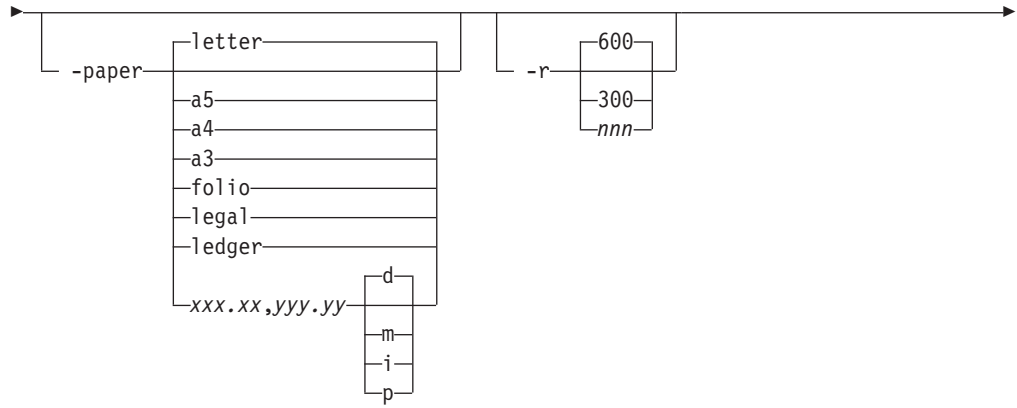 letter 600
-paper -r
a5 300
a4 nnn
a3
folio
legal
ledger
d
xxx.xx,yyy.yy
m
i
p